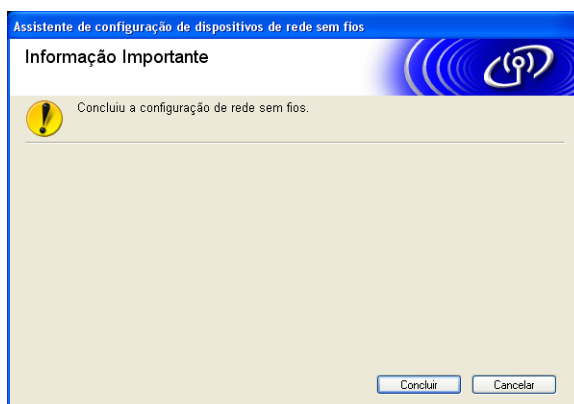 Assistente de configuração de dispositivos de rede sem fios
Informação Importante
Concluiu a configuração de rede sem fios.
Concluir
Cancelar